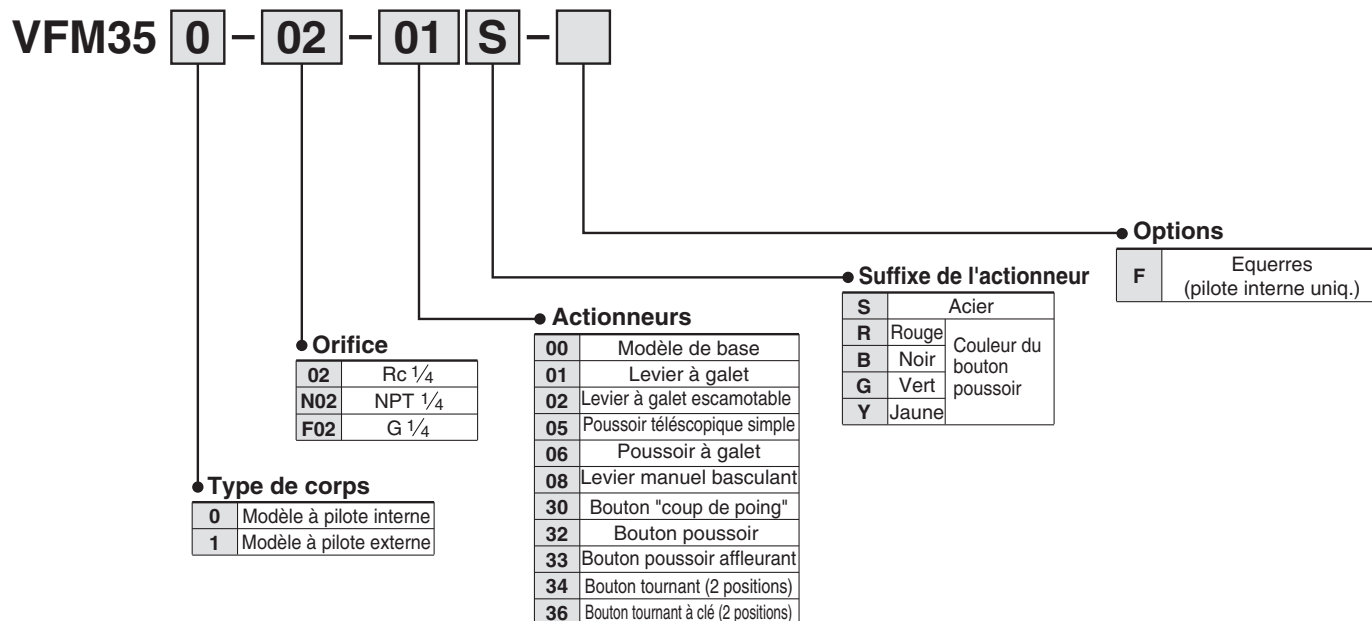 VFM35 0 - 02 - 01 S -
Options
F Equerres (pilote interne uniq.)
Suffixe de l'actionneur
S Acier
R Rouge
B Noir
G Vert
Y Jaune
Couleur du
bouton
poussoir
Actionneurs
00 Modèle de base
01 Levier à galet
02 Levier à galet escamotable
05 Poussoir téléscopique simple
06 Poussoir à galet
08 Levier manuel basculant
30 Bouton "coup de poing"
32 Bouton poussoir
33 Bouton poussoir affleurant
34 Bouton tournant (2 positions)
36 Bouton tournant à clé (2 positions)
Orifice
02 Rc 1/4
N02 NPT 1/4
F02 G 1/4
Type de corps
0 Modèle à pilote interne
1 Modèle à pilote externe